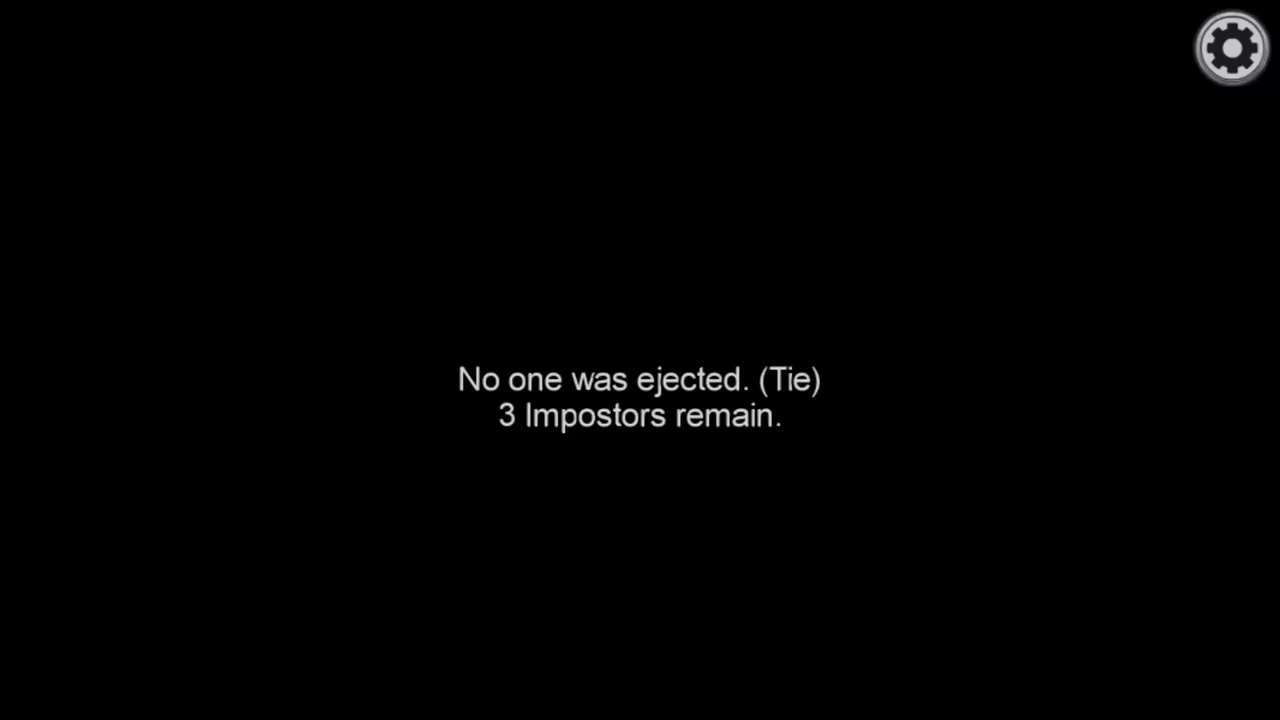 No one was ejected. (Tie)
3 Impostors remain.